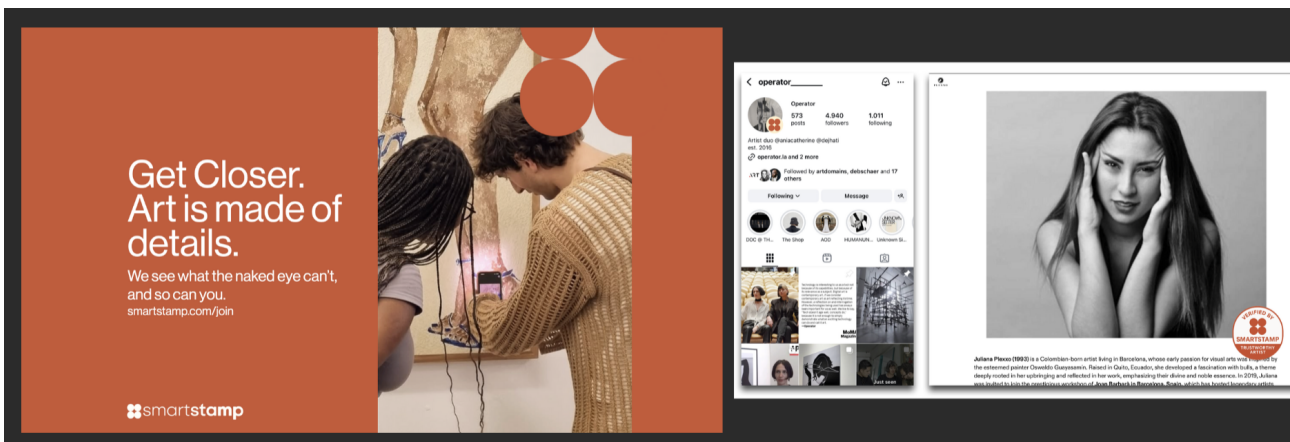 Get Closer.
Art is made of
details.
We see what the naked eye can't,
and so can you.
smartstamp.com/join
smartstamp
operator_______
Operator
573
4.940
1.011
posts
followers
following
Artist duo @aniacatherine @dejhati
est. 2016
operator.la and 2 more
Followed by artdomains, debschaer and 17
others
Following
Message
DOC @ TH...
The Shop
AOD
HUMANUN...
Unknown Si...
Just seen
VERIFIED BY
SMARTSTAMP
TRUSTWORTHY
ARTIST
Juliana Plexxo (1993) is a Colombian-born artist living in Barcelona, whose early passion for visual arts was inspired by
the esteemed painter Oswaldo Guayasamin. Raised in Quito, Ecuador, she developed a fascination with bulls, a theme
deeply rooted in her upbringing and reflected in her work, emphasizing their divine and noble essence. In 2019, Juliana
was invited to join the prestigious workshop of Joan Barbarà in Barcelona, Spain, which has hosted legendary artists